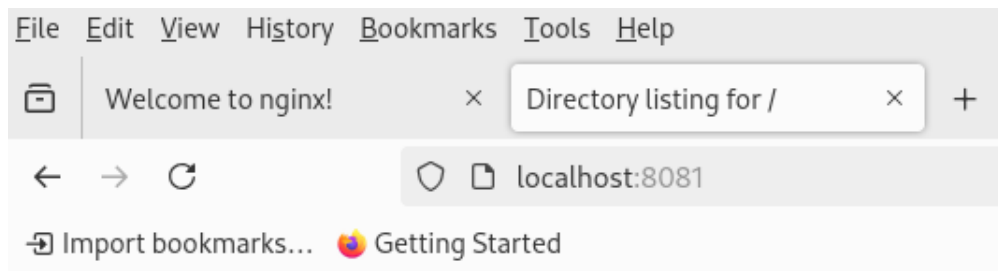 File Edit View History Bookmarks Tools Help
Welcome to nginx! Directory listing for /
localhost:8081
Import bookmarks... Getting Started